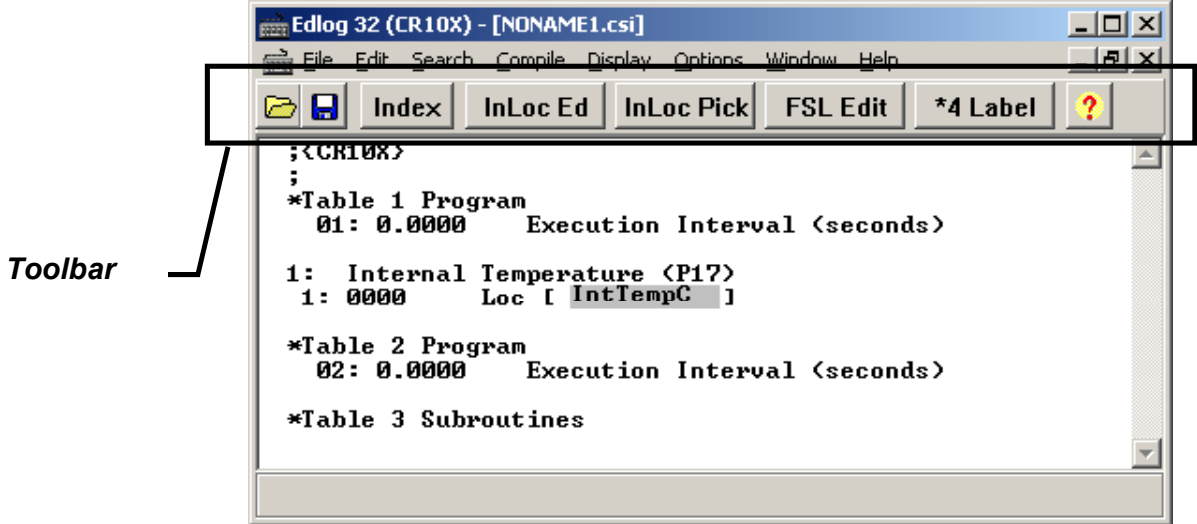 Edlog 32 (CR10X) - [NONAME1.csi]
File Edit Search Compile Display Options Window Help
Index InLoc Ed InLoc Pick FSL Edit *4 Label ?
;{CR10X}
;
*Table 1 Program
01: 0.0000 Execution Interval (seconds)
1: Internal Temperature (P17)
1: 0000 Loc [ IntTempC ]
Toolbar
*Table 2 Program
02: 0.0000 Execution Interval (seconds)
*Table 3 Subroutines